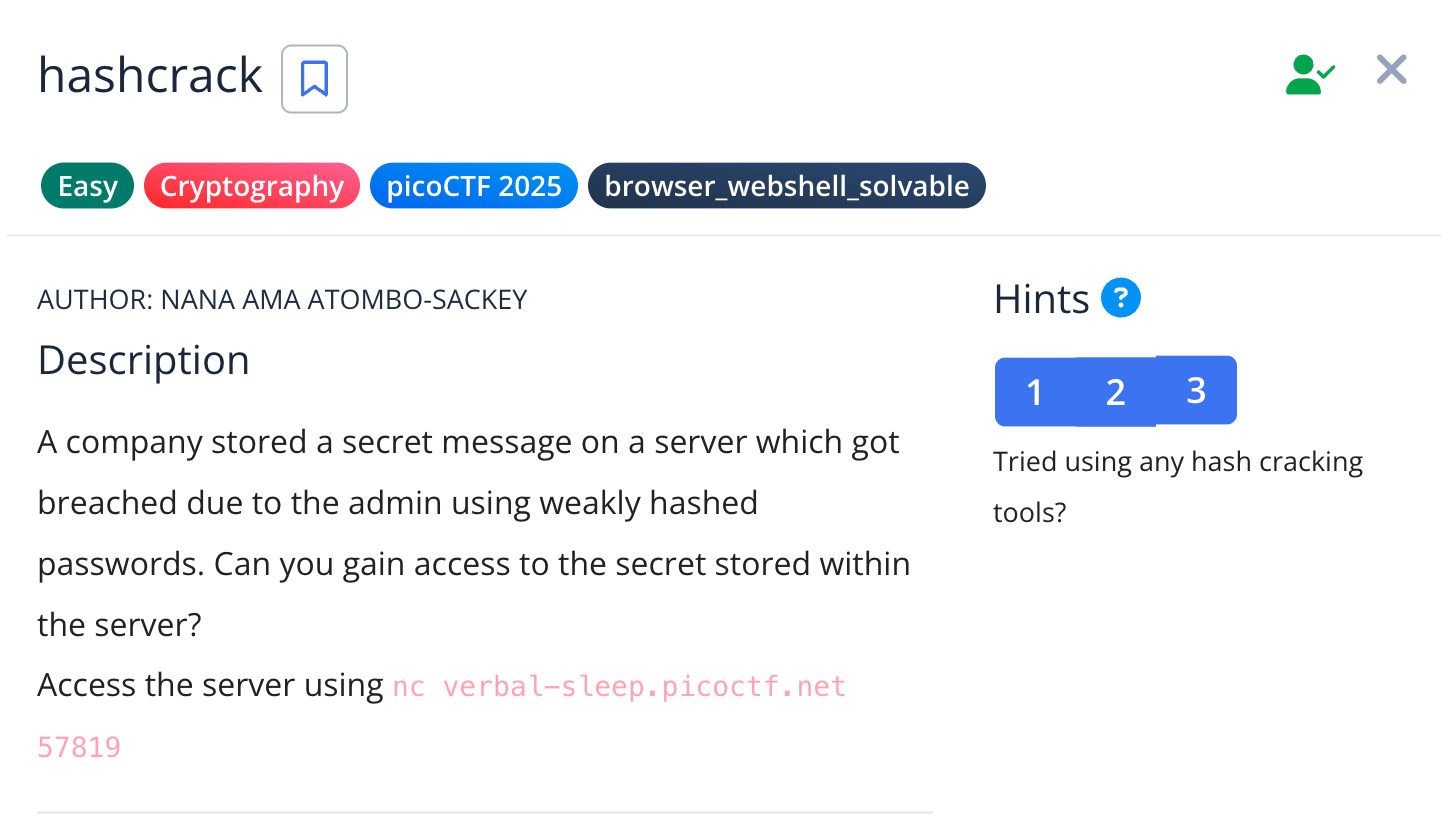 hashcrack
Easy Cryptography picoCTF 2025 browser_webshell_solvable
AUTHOR: NANA AMA ATOMBO-SACKEY
Description
A company stored a secret message on a server which got
breached due to the admin using weakly hashed
passwords. Can you gain access to the secret stored within
the server?
Access the server using nc verbal-sleep.picoctf.net
57819
Hints ?
1 2 3
Tried using any hash cracking
tools?